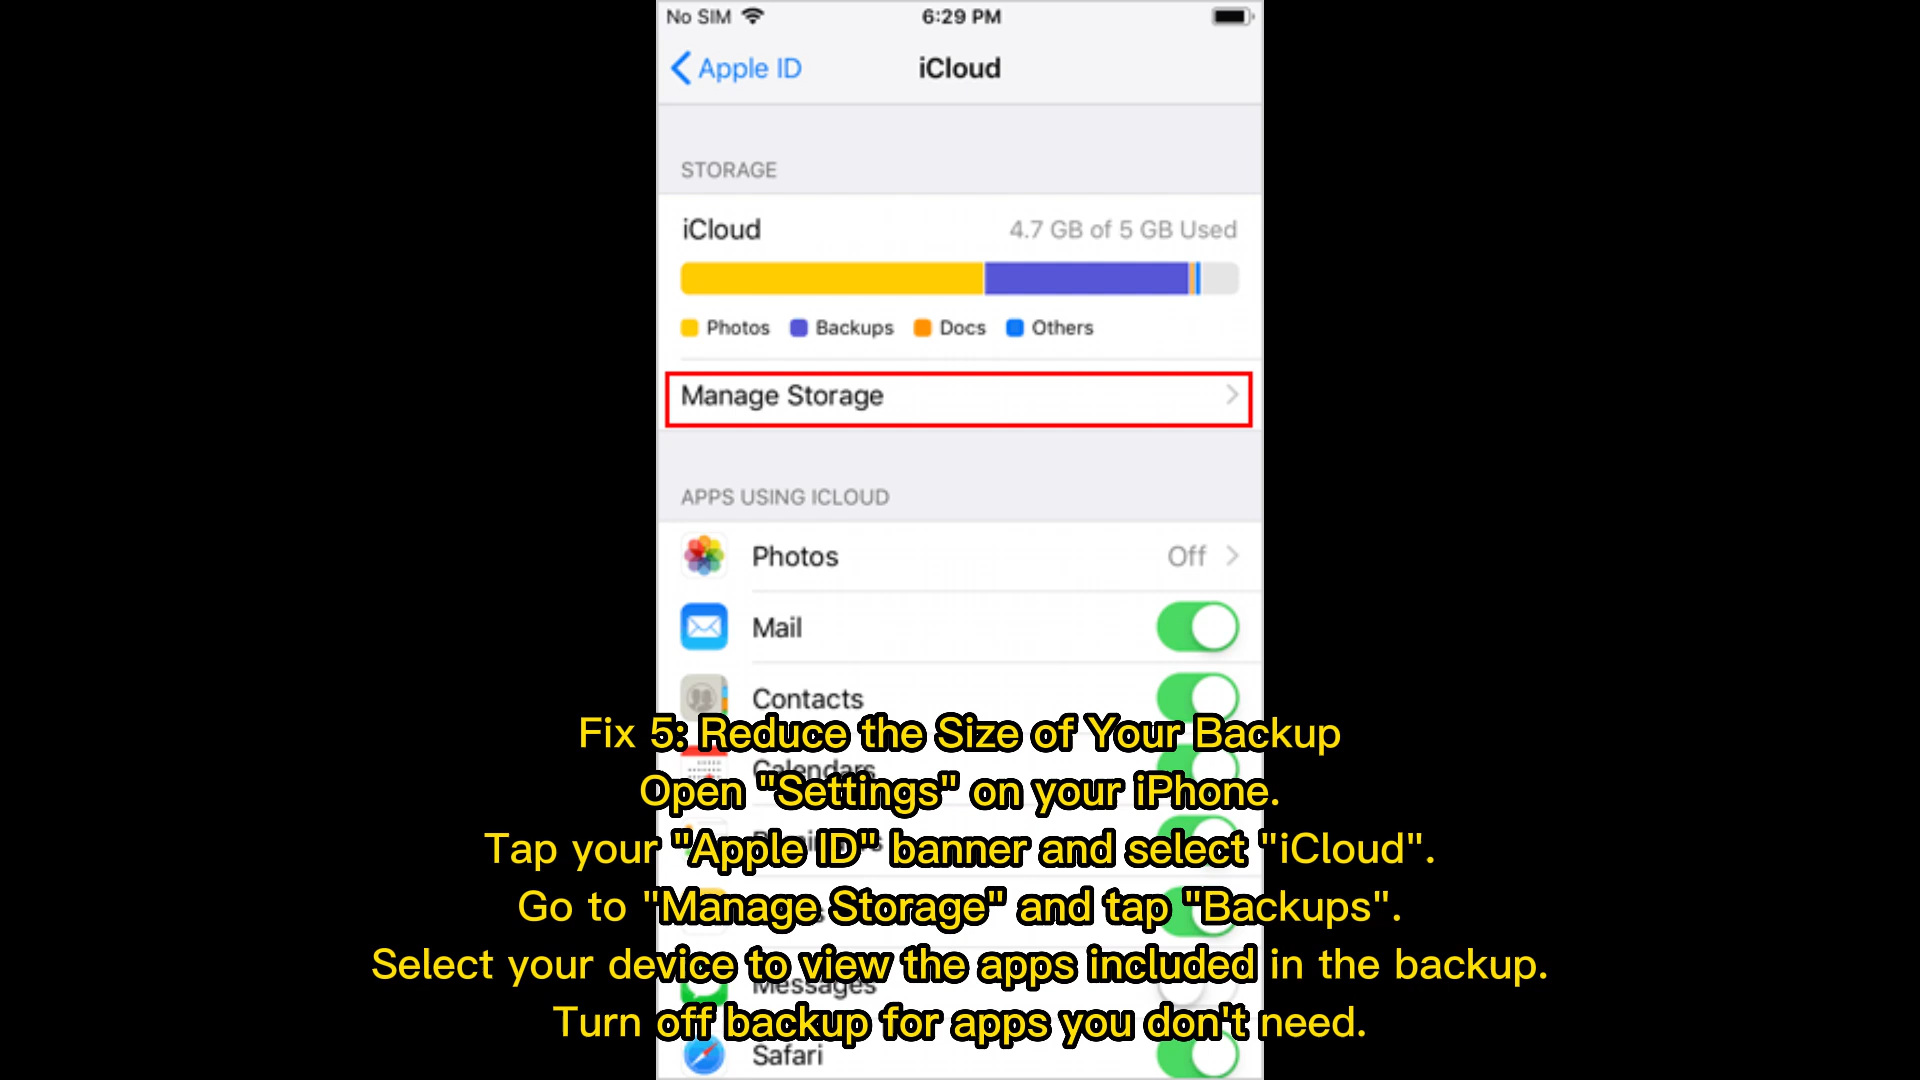 No SIM 6:29 PM
Apple ID iCloud
STORAGE
iCloud 4.7 GB of 5 GB Used
Photos Backups Docs Others
Manage Storage
APPS USING ICLOUD
Photos Off
Mail
Contacts
Fix 5: Reduce the Size of Your Backup
Calendars
Open "Settings" on your iPhone.
Tap your "Apple ID" banner and select "iCloud".
Go to "Manage Storage" and tap "Backups".
Select your device to view the apps included in the backup.
Messages
Turn off backup for apps you don't need.
Safari